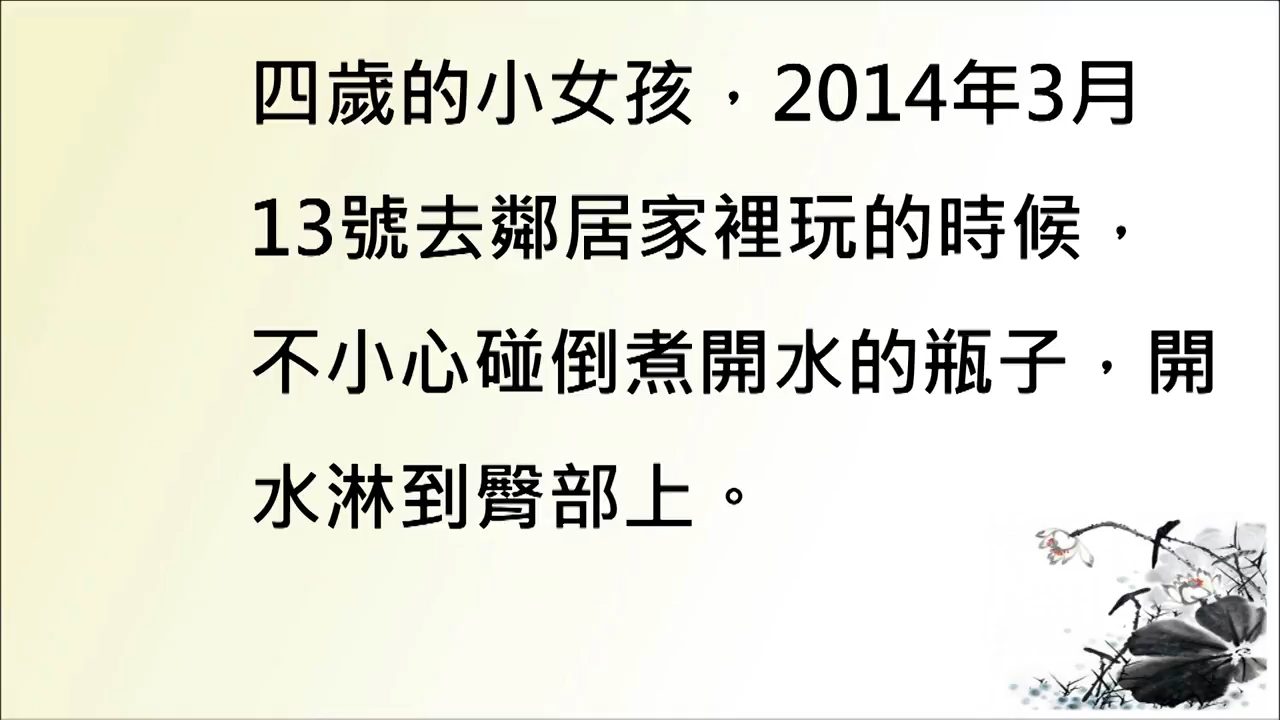 四歲的小女孩，2014年3月
13號去鄰居家裡玩的時候，
不小心碰倒煮開水的瓶子，開
水淋到臀部上。